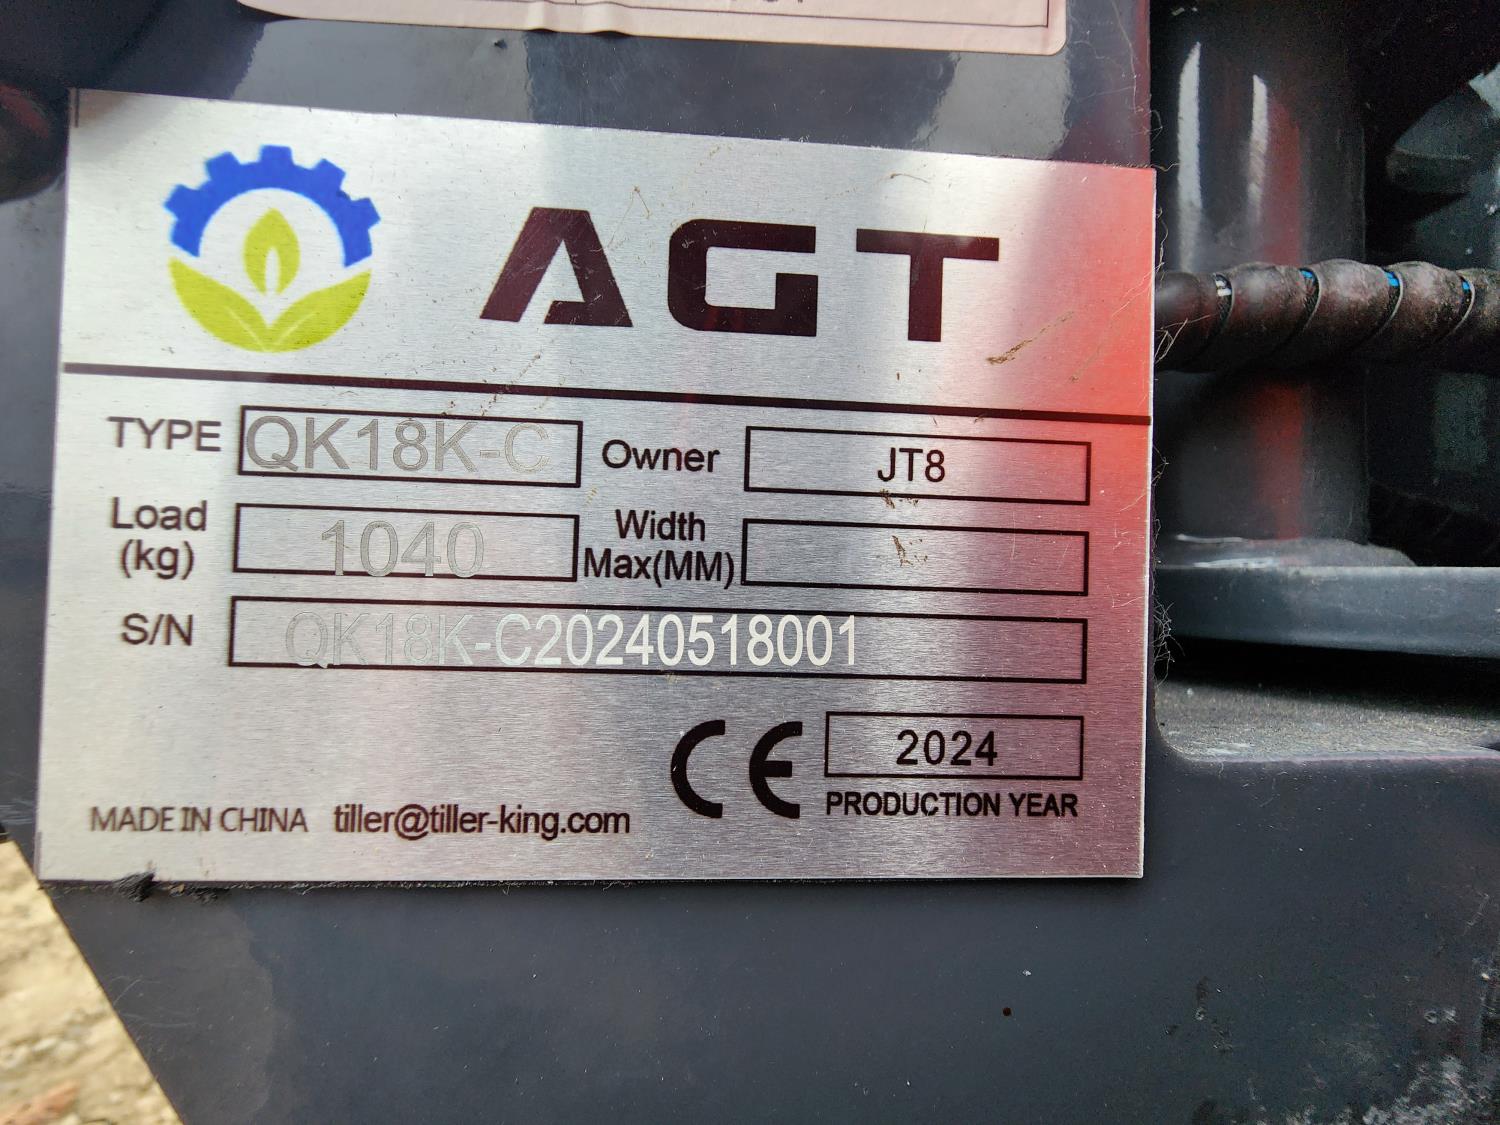 AGT
TYPE QK18K-C Owner JT8
Load (kg) 1040 Width Max(MM)
S/N QK18K-C20240518001
CE 2024
PRODUCTION YEAR
MADE IN CHINA tiller@tiller-king.com